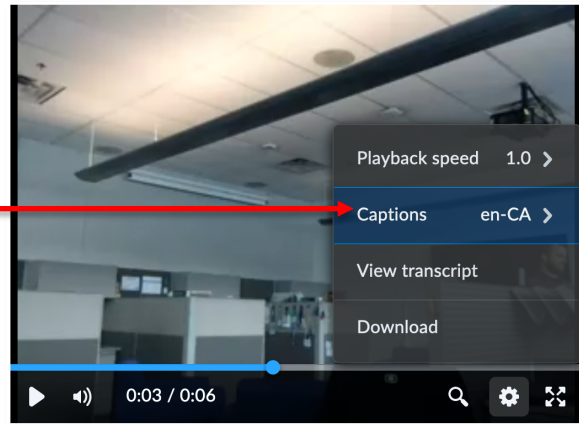 Playback speed 1.0
Captions en-CA
View transcript
Download
0:03 / 0:06